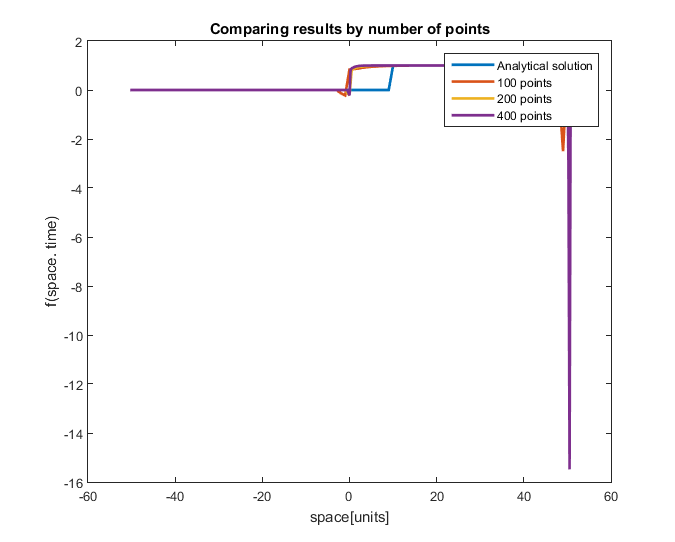 Comparing results by number of points
2
0
-2
-4
-6
-8
-10
-12
-14
-16
f(space. time)
Analytical solution
100 points
200 points
400 points
-60
-40
-20
0
20
40
60
space[units]